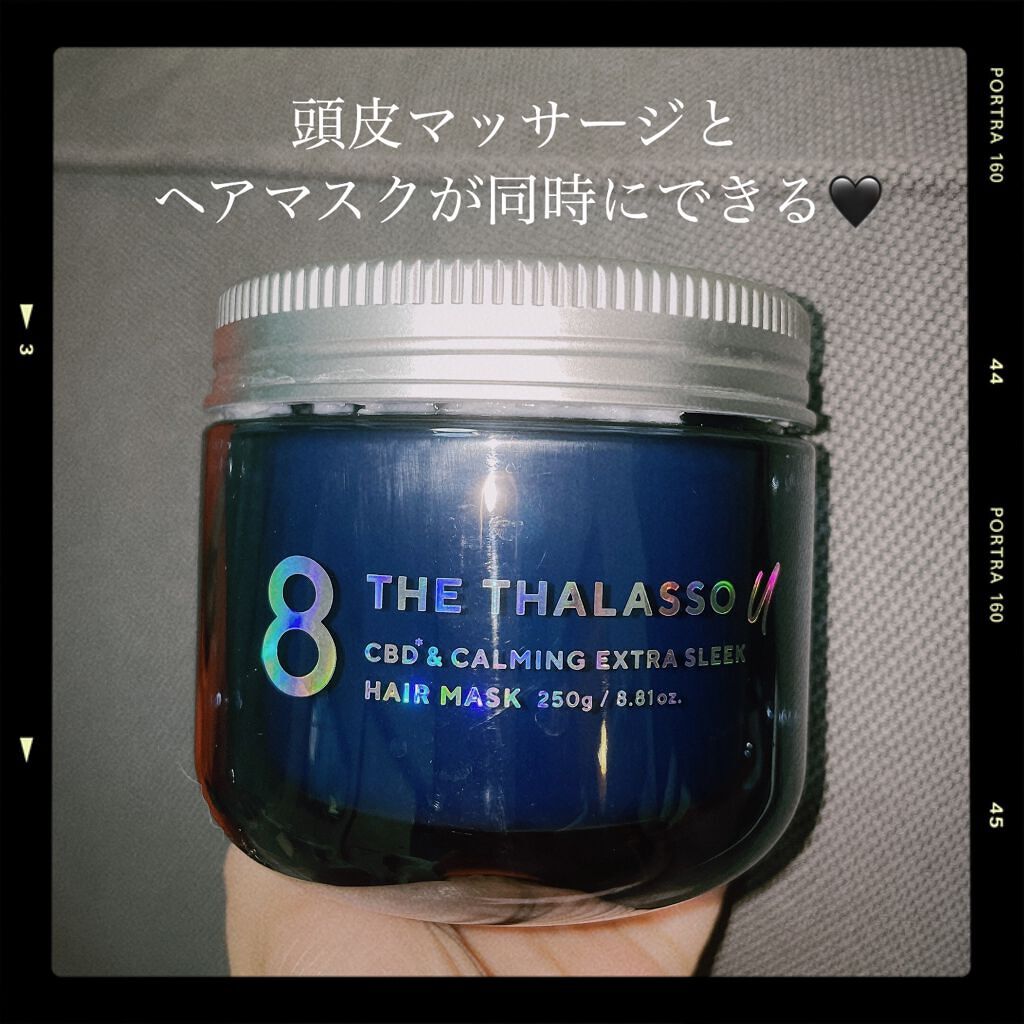 頭皮マッサージと
ヘアマスクが同時にできる🖤
8 THE THALASSO u
CBD* & CALMING EXTRA SLEEK
HAIR MASK 250g / 8.81oz.
PORTRA 160
44
PORTRA 160
45
3